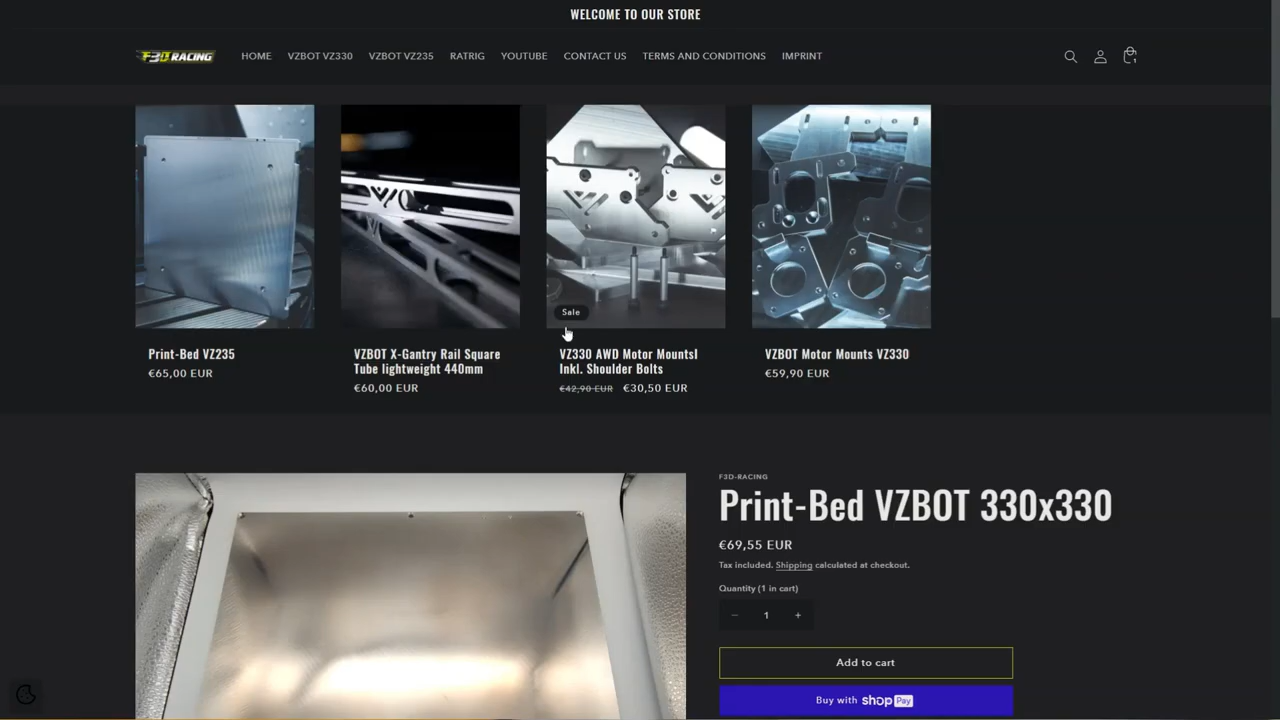 WELCOME TO OUR STORE
F3D RACING HOME VZBOT VZ330 VZBOT VZ235 RATRIG YOUTUBE CONTACT US TERMS AND CONDITIONS IMPRINT 1
Sale
Print-Bed VZ235
€65,00 EUR
VZBOT X-Gantry Rail Square
Tube lightweight 440mm
€60,00 EUR
VZ330 AWD Motor Mounts|
Inkl. Shoulder Bolts
€42,90 EUR €30,50 EUR
VZBOT Motor Mounts VZ330
€59,90 EUR
F3D-RACING
Print-Bed VZBOT 330x330
€69,55 EUR
Tax included. Shipping calculated at checkout.
Quantity (1 in cart)
− 1 +
Add to cart
Buy with shop Pay